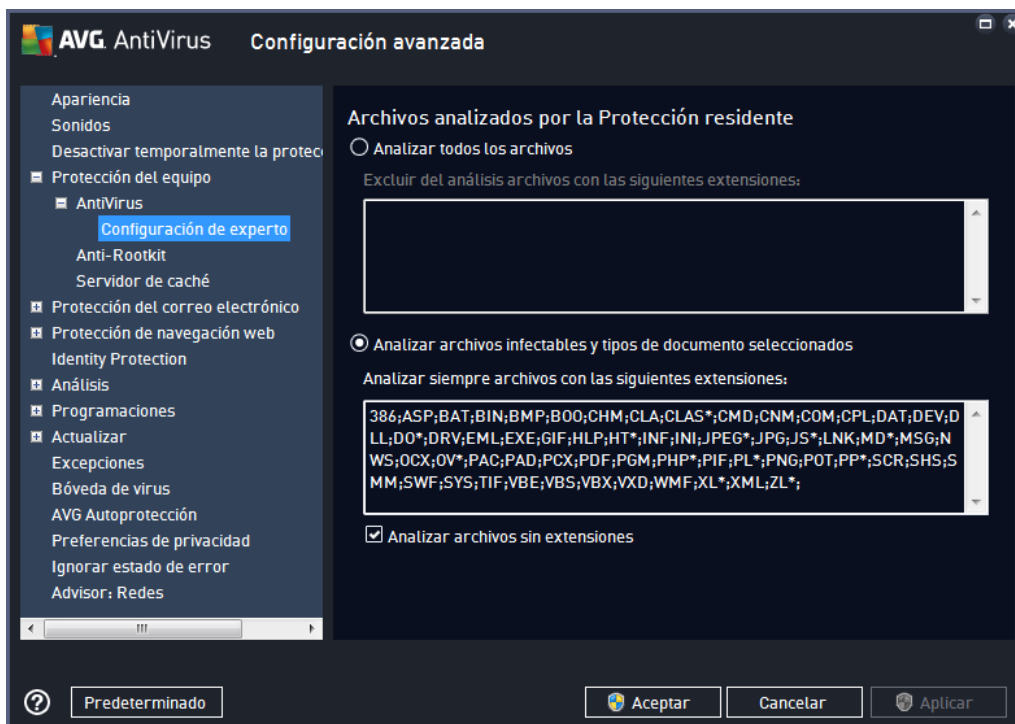 AVG. AntiVirus Configuración avanzada
Apariencia
Sonidos
Desactivar temporalmente la protec
Protección del equipo
AntiVirus
Configuración de experto
Anti-Rootkit
Servidor de caché
Protección del correo electrónico
Protección de navegación web
Identity Protection
Análisis
Programaciones
Actualizar
Excepciones
Bóveda de virus
AVG Autoprotección
Preferencias de privacidad
Ignorar estado de error
Advisor: Redes
Archivos analizados por la Protección residente
Analizar todos los archivos
Excluir del análisis archivos con las siguientes extensiones:
Analizar archivos infectables y tipos de documento seleccionados
Analizar siempre archivos con las siguientes extensiones:
386;ASP;BAT;BIN;BMP;BOO;CHM;CLA;CLAS*;CMD;CNM;COM;CPL;DAT;DEV;D
LL;DO*;DRV;EML;EXE;GIF;HLP;HT*;INF;INI;JPEG*;JPG;JS*;LNK;MD*;MSG;N
WS;OCX;OV*;PAC;PAD;PCX;PDF;PGM;PHP*;PIF;PL*;PNG;POT;PP*;SCR;SHS;S
MM;SWF;SYS;TIF;VBE;VBS;VBX;VXD;WMF;XL*;XML;ZL*;
Analizar archivos sin extensiones
Predeterminado
Aceptar
Cancelar
Aplicar